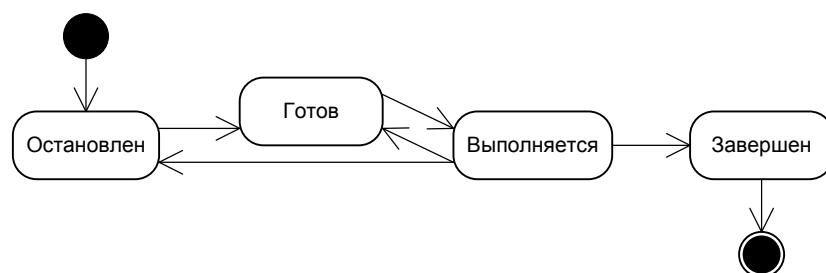 Готов
Остановлен
Выполняется
Завершен